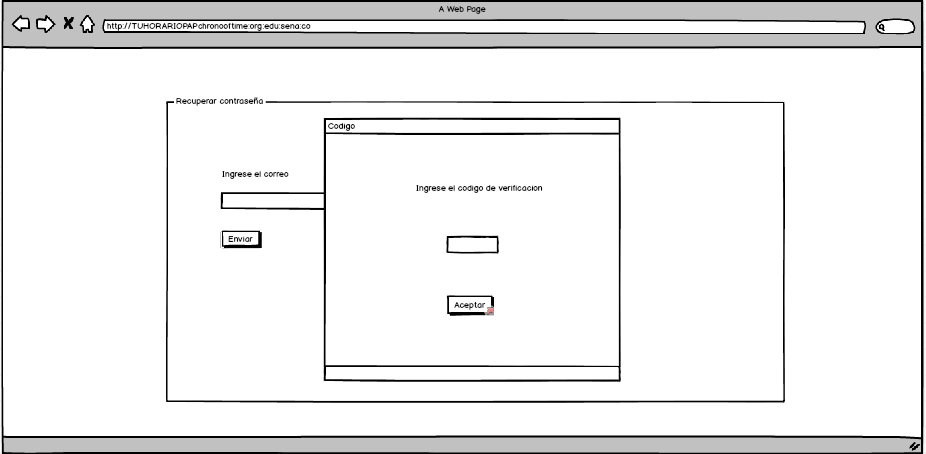 A Web Page
http://TUHORARIOPAPchronooftime:org:edu:sena:co
Recuperar contraseña
Codigo
Ingrese el correo
Ingrese el codigo de verificacion
Enviar
Aceptar